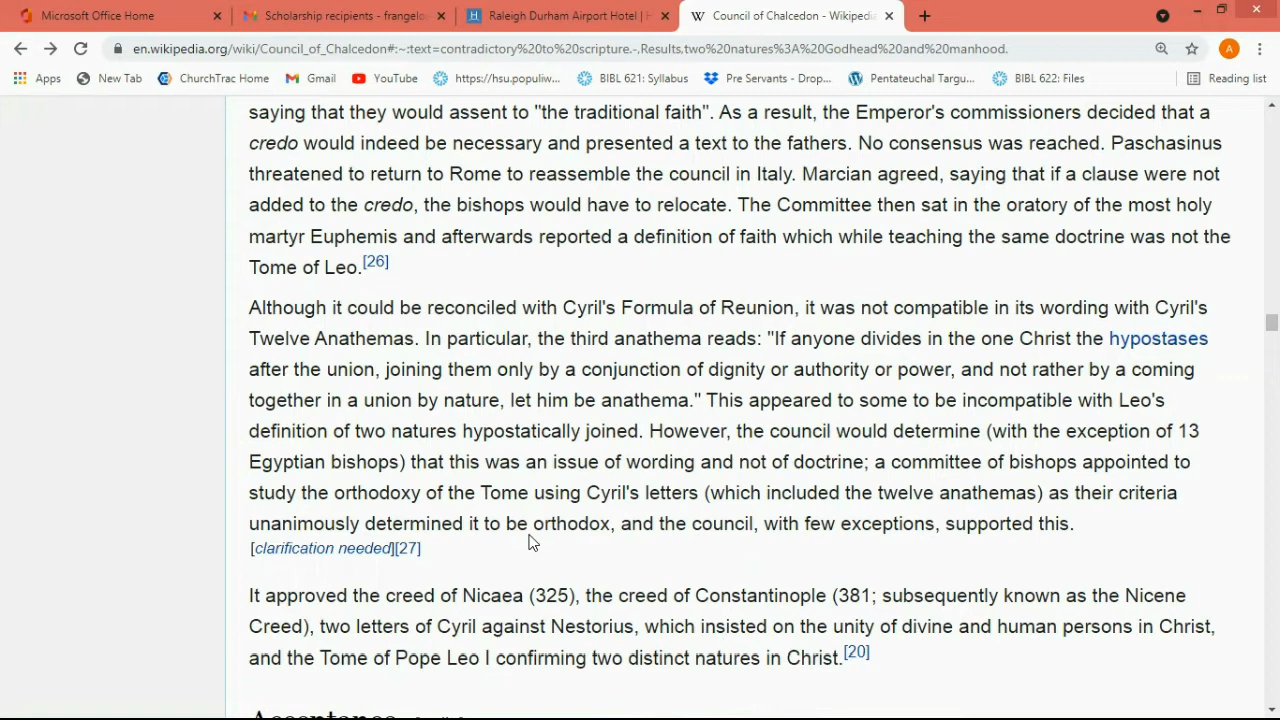 Microsoft Office Home
Scholarship recipients - frangelo
Raleigh Durham Airport Hotel | H
Council of Chalcedon - Wikipedia
en.wikipedia.org/wiki/Council_of_Chalcedon#:~:text=contradictory%20to%20scripture.-,Results,two%20natures%3A%20Godhead%20and%20manhood.
A
Apps
New Tab
ChurchTrac Home
Gmail
YouTube
https://hsu.populiw...
BIBL 621: Syllabus
Pre Servants - Drop...
Pentateuchal Targu...
BIBL 622: Files
Reading list
saying that they would assent to "the traditional faith". As a result, the Emperor's commissioners decided that a
credo would indeed be necessary and presented a text to the fathers. No consensus was reached. Paschasinus
threatened to return to Rome to reassemble the council in Italy. Marcian agreed, saying that if a clause were not
added to the credo, the bishops would have to relocate. The Committee then sat in the oratory of the most holy
martyr Euphemis and afterwards reported a definition of faith which while teaching the same doctrine was not the
Tome of Leo.[26]
Although it could be reconciled with Cyril's Formula of Reunion, it was not compatible in its wording with Cyril's
Twelve Anathemas. In particular, the third anathema reads: "If anyone divides in the one Christ the hypostases
after the union, joining them only by a conjunction of dignity or authority or power, and not rather by a coming
together in a union by nature, let him be anathema." This appeared to some to be incompatible with Leo's
definition of two natures hypostatically joined. However, the council would determine (with the exception of 13
Egyptian bishops) that this was an issue of wording and not of doctrine; a committee of bishops appointed to
study the orthodoxy of the Tome using Cyril's letters (which included the twelve anathemas) as their criteria
unanimously determined it to be orthodox, and the council, with few exceptions, supported this.
[clarification needed][27]
It approved the creed of Nicaea (325), the creed of Constantinople (381; subsequently known as the Nicene
Creed), two letters of Cyril against Nestorius, which insisted on the unity of divine and human persons in Christ,
and the Tome of Pope Leo I confirming two distinct natures in Christ.[20]